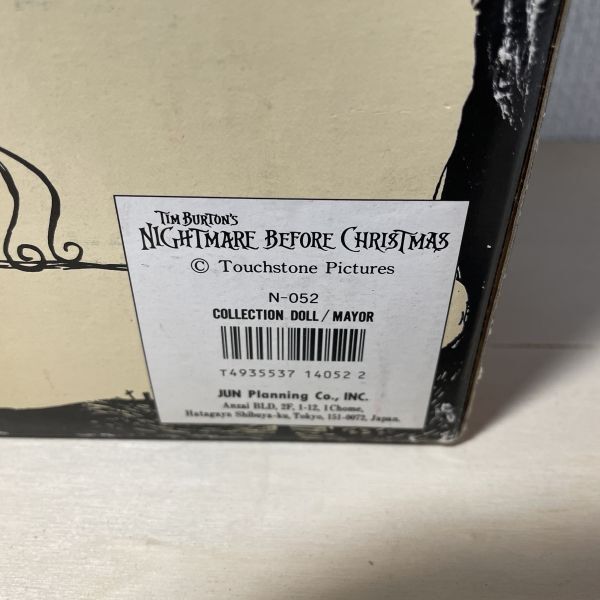 TIM BURTON'S
NIGHTMARE BEFORE CHRISTMAS
© Touchstone Pictures
N-052
COLLECTION DOLL / MAYOR
T4935537 14052 2
JUN Planning Co., INC.
Anzai BLD, 2F, 1-12, 1Chome,
Hatagaya Shibuya-ku, Tokyo, 151-0072, Japan.